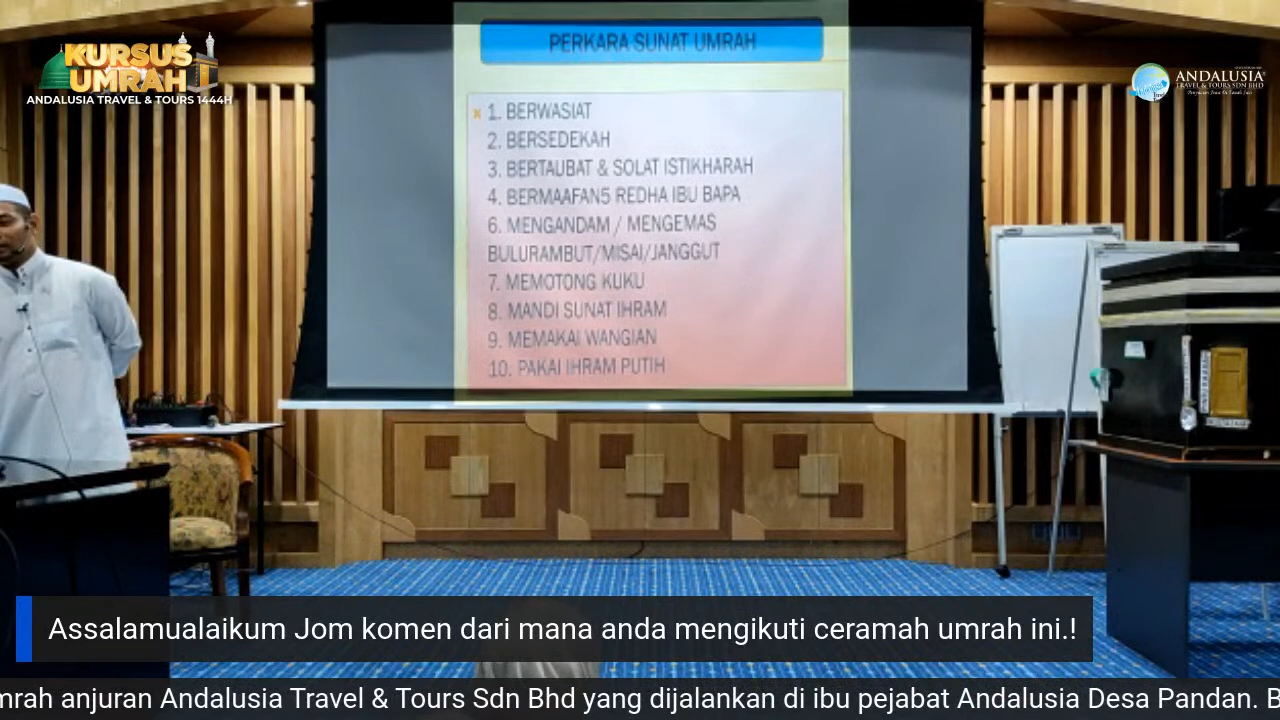 KURSUS
UMRAH
ANDALUSIA TRAVEL & TOURS 1444H
ANDALUSIA
TRAVEL & TOURS SDN BHD
PERKARA SUNAT UMRAH
1. BERWASIAT
2. BERSEDEKAH
3. BERTAUBAT & SOLAT ISTIKHARAH
4. BERMAAFAN5 REDHA IBU BAPA
6. MENGANDAM / MENGEMAS
BULURAMBUT/MISAI/JANGGUT
7. MEMOTONG KUKU
8. MANDI SUNAT IHRAM
9. MEMAKAI WANGIAN
10. PAKAI IHRAM PUTIH
Assalamualaikum Jom komen dari mana anda mengikuti ceramah umrah ini.!
mrah anjuran Andalusia Travel & Tours Sdn Bhd yang dijalankan di ibu pejabat Andalusia Desa Pandan. B